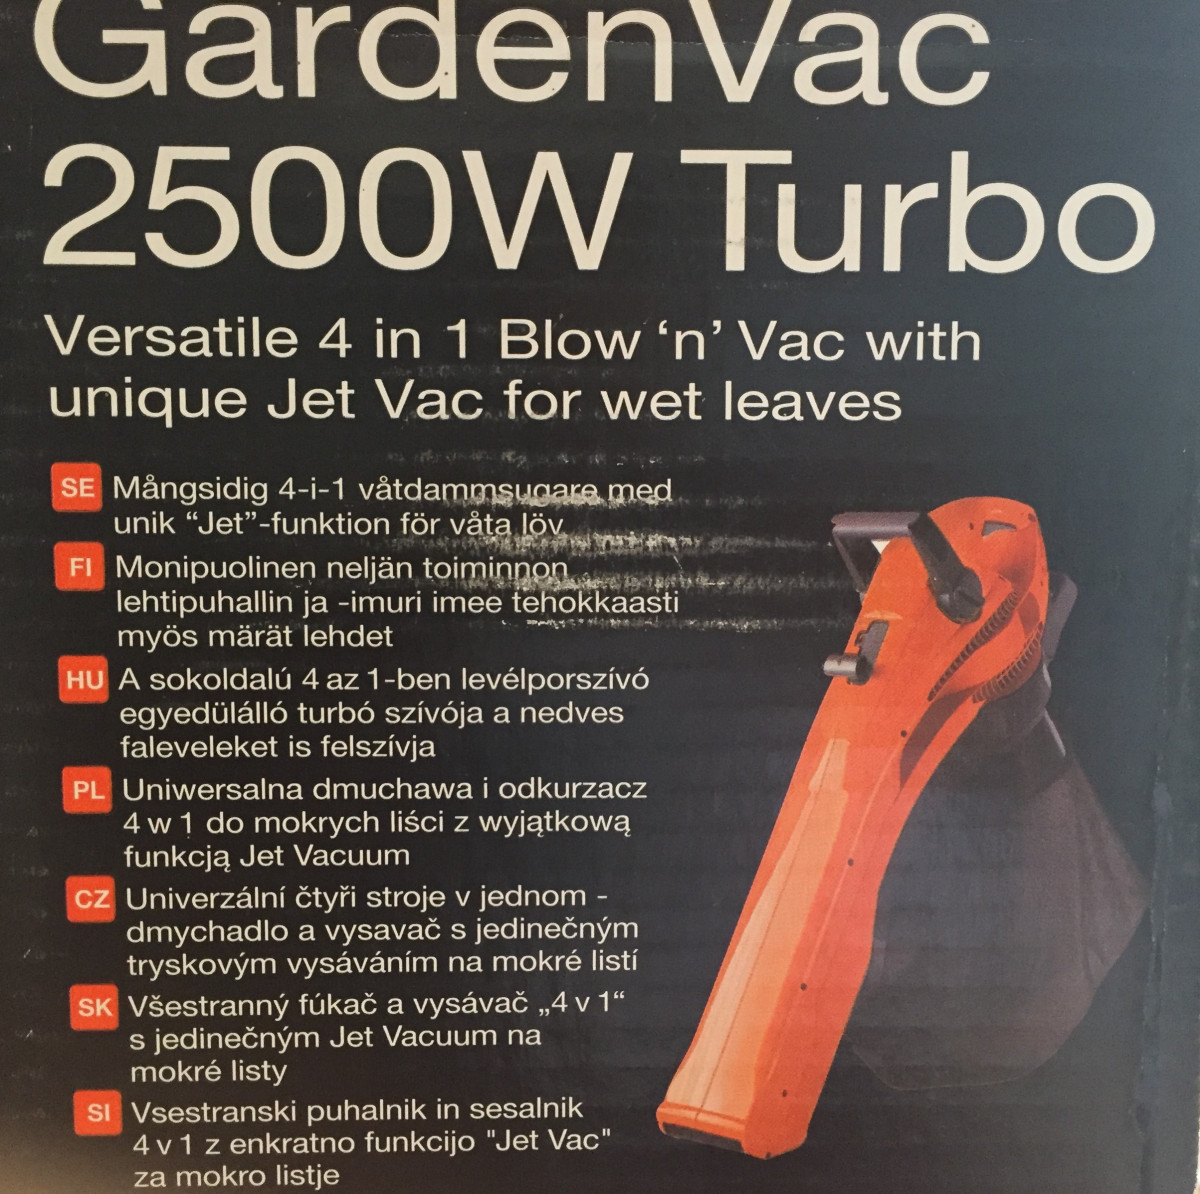 GardenVac
2500W Turbo
Versatile 4 in 1 Blow ‘n’ Vac with
unique Jet Vac for wet leaves
SE Mångsidig 4-i-1 våtdammsugare med
unik “Jet”-funktion för våta löv
FI Monipuolinen neljän toiminnon
lehtipuhallin ja -imuri imee tehokkaasti
myös märät lehdet
HU A sokoldalú 4 az 1-ben levélporszívó
egyedülálló turbó szívója a nedves
faleveleket is felszívja
PL Uniwersalna dmuchawa i odkurzacz
4 w 1 do mokrych liści z wyjątkową
funkcją Jet Vacuum
CZ Univerzální čtyři stroje v jednom -
dmychadlo a vysavač s jedinečným
tryskovým vysáváním na mokré listí
SK Všestranný fúkač a vysávač „4 v 1“
s jedinečným Jet Vacuum na
mokré listy
SI Vsestranski puhalnik in sesalnik
4 v 1 z enkratno funkcijo "Jet Vac"
za mokro listje